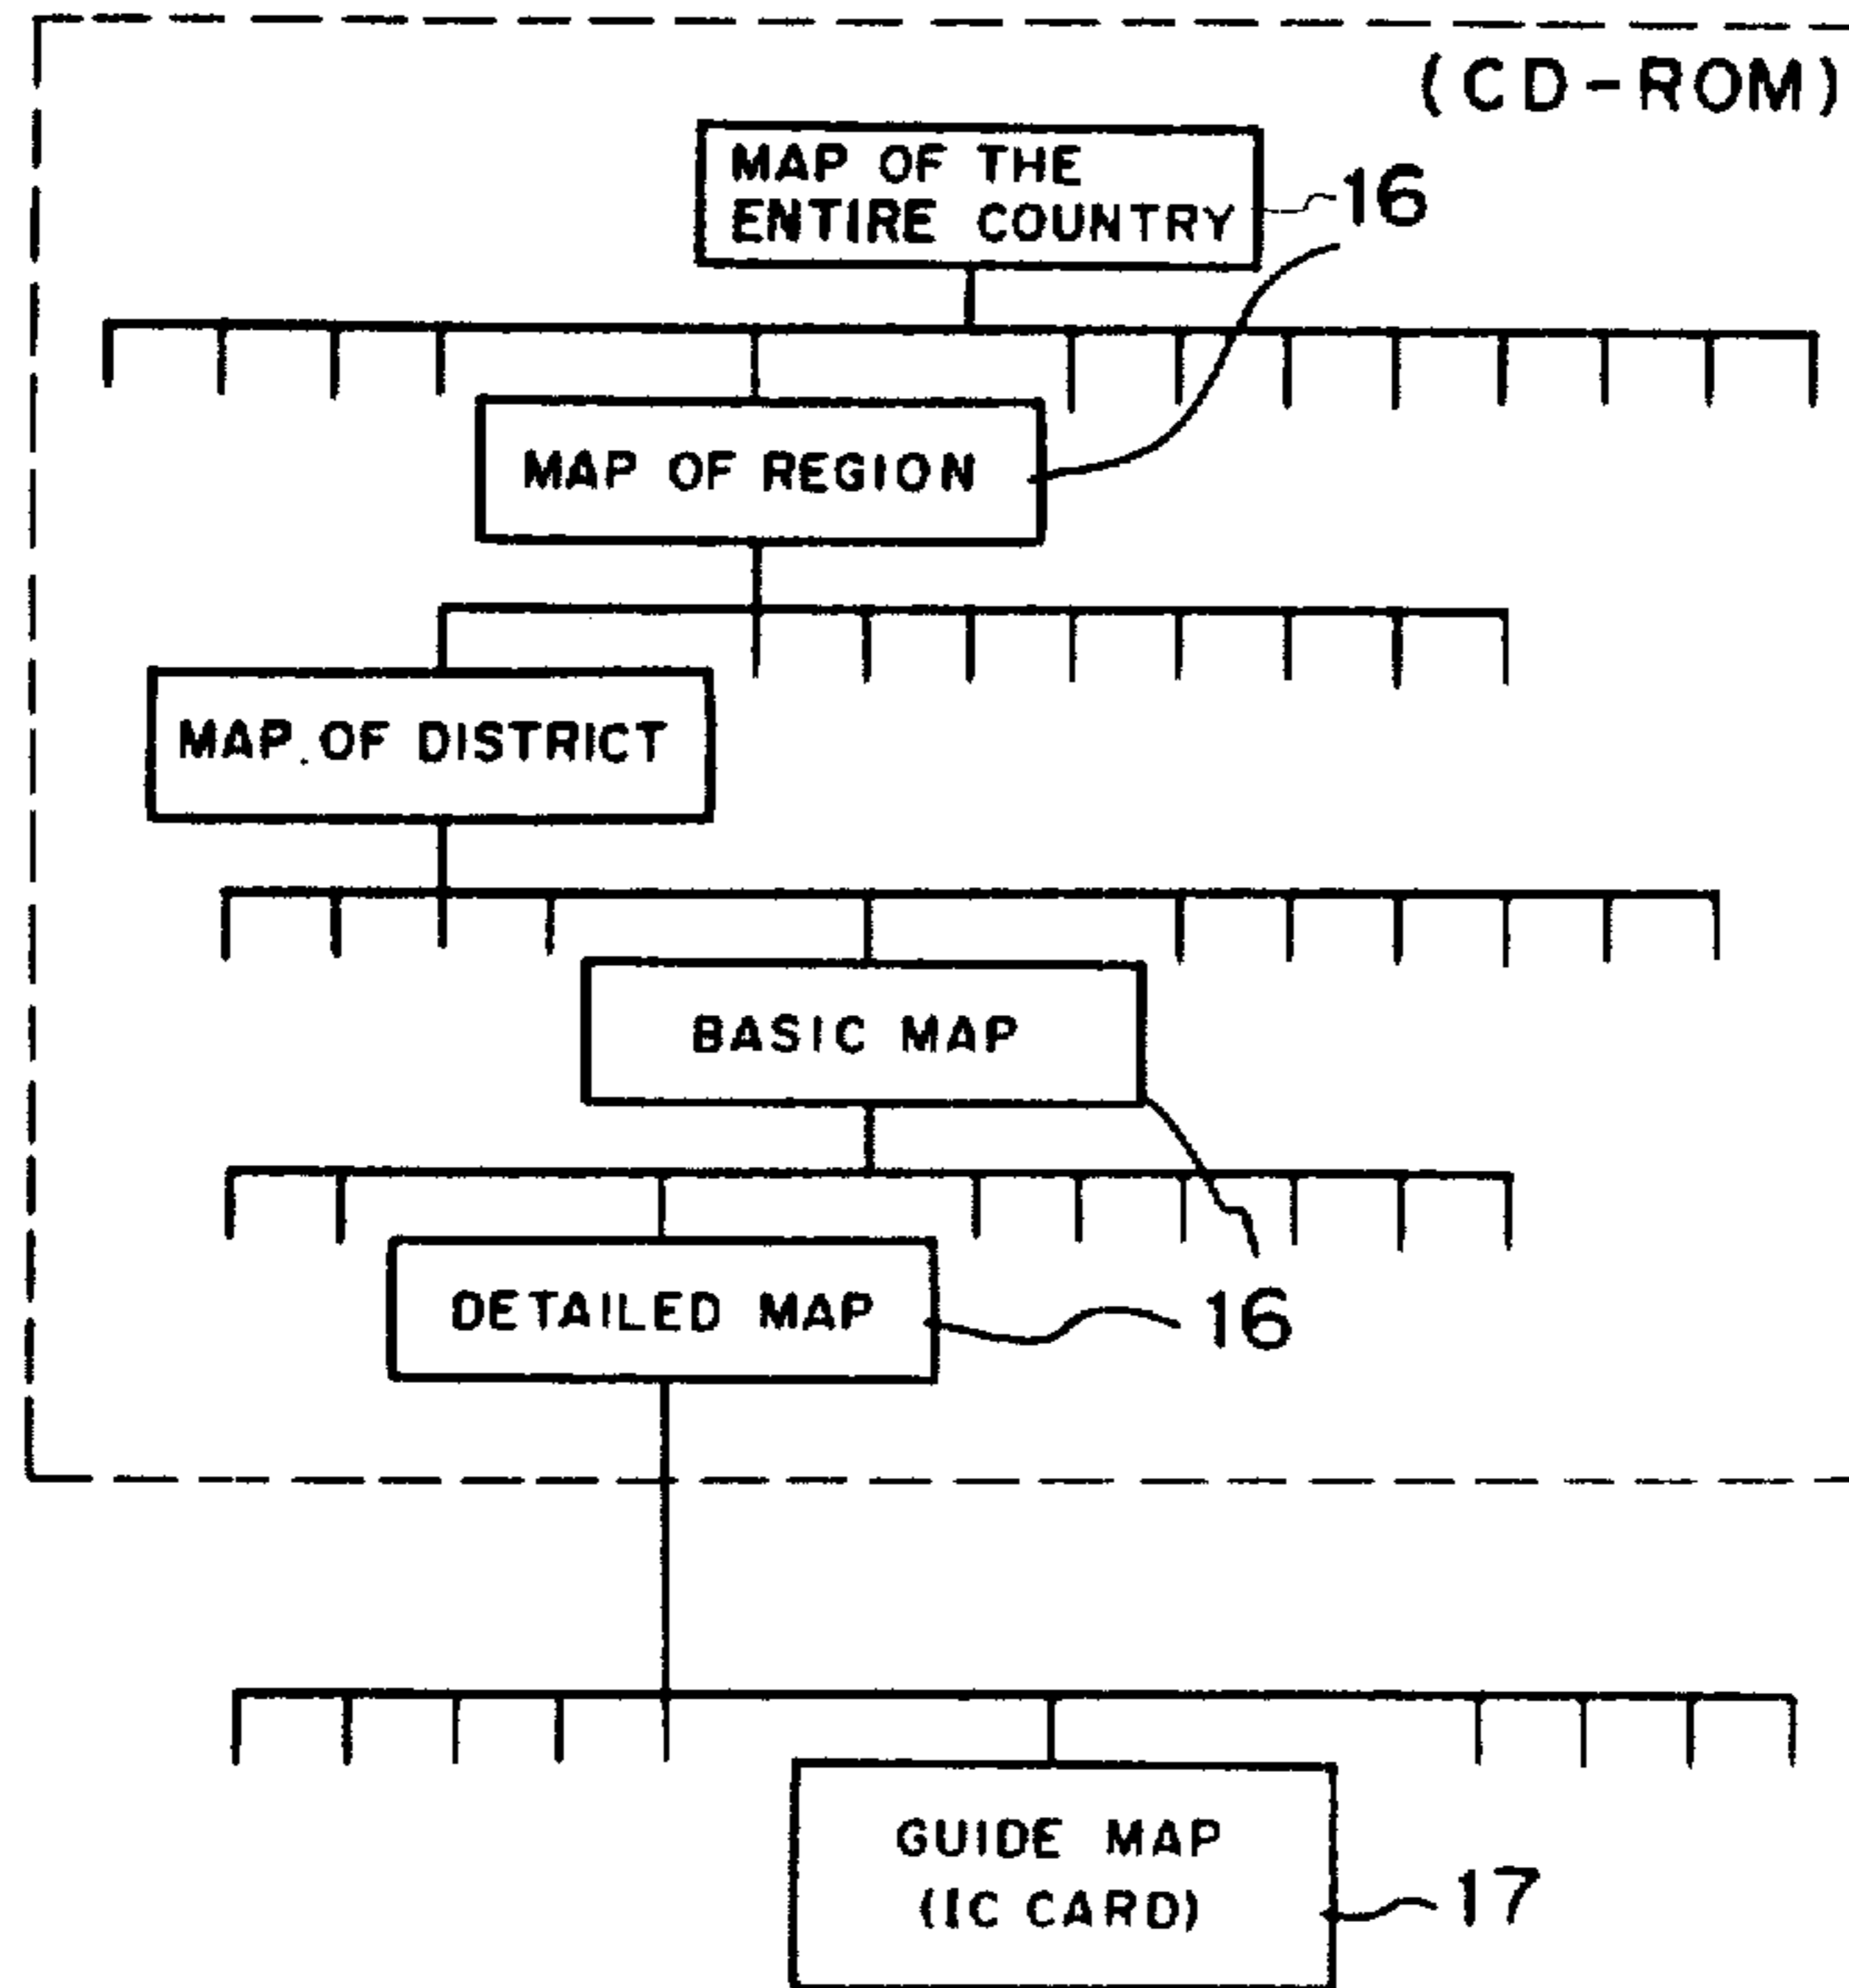 (CD-ROM)
MAP OF THE
ENTIRE COUNTRY
16
MAP OF REGION
MAP. OF DISTRICT
BASIC MAP
DETAILED MAP
16
GUIDE MAP
(IC CARD)
17